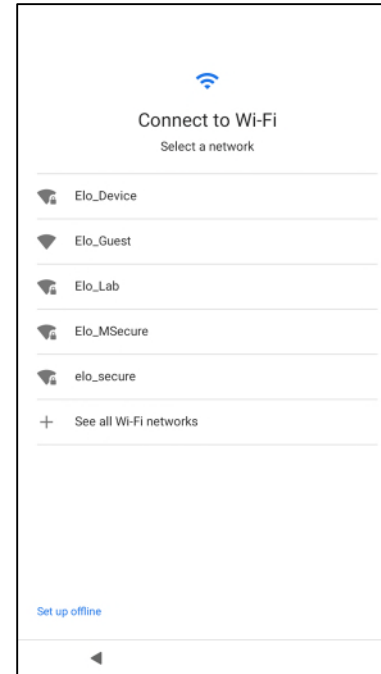 Connect to Wi-Fi
Select a network
Elo_Device
Elo_Guest
Elo_Lab
Elo_MSecure
elo_secure
See all Wi-Fi networks
Set up offline